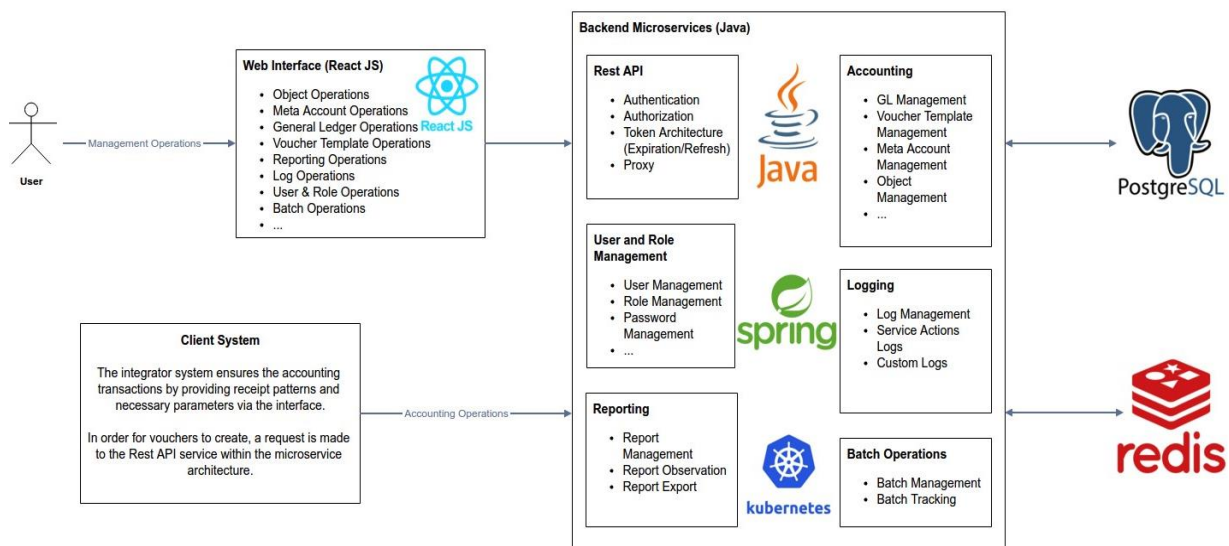 User
Management Operations
Web Interface (React JS)
• Object Operations
• Meta Account Operations
• General Ledger Operations
• Voucher Template Operations
• Reporting Operations
• Log Operations
• User & Role Operations
• Batch Operations
• ...
React JS
Client System
The integrator system ensures the accounting
transactions by providing receipt patterns and
necessary parameters via the interface.
In order for vouchers to create, a request is made
to the Rest API service within the microservice
architecture.
Accounting Operations
Backend Microservices (Java)
Rest API
• Authentication
• Authorization
• Token Architecture
(Expiration/Refresh)
• Proxy
Java
Accounting
• GL Management
• Voucher Template
Management
• Meta Account
Management
• Object
Management
• ...
User and Role
Management
• User Management
• Role Management
• Password
Management
• ...
spring
Logging
• Log Management
• Service Actions
Logs
• Custom Logs
Reporting
• Report
Management
• Report Observation
• Report Export
kubernetes
Batch Operations
• Batch Management
• Batch Tracking
PostgreSQL
redis